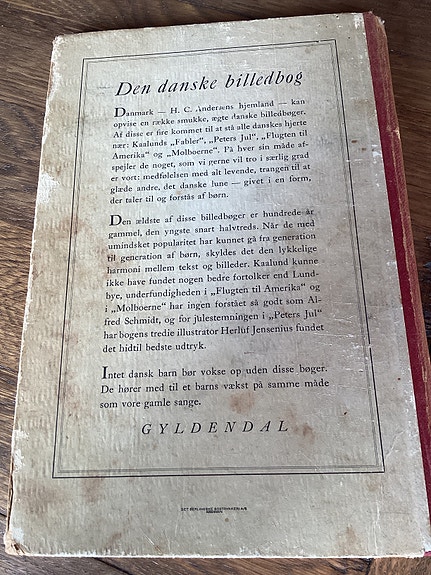 Den danske billedbog
Danmark — H. C. Andersens hjemland — kan
opvise en række smukke, ægte danske billedbøger.
Af disse er fire kommet til at stå alle danskes hjerte
nær: Kaalunds „Fabler“, „Peters Jul“, „Flugten til
Amerika“ og „Molboerne“. På hver sin måde af-
spejler de noget, som vi gerne vil tro i særlig grad
er vort: medfølelsen med alt levende, trangen til at
glæde andre, det danske lune — givet i en form,
der taler til og forstås af børn.
Den ældste af disse billedbøger er hundrede år
gammel, den yngste snart halvtreds. Når de med
umindsket popularitet har kunnet gå fra generation
til generation af børn, skyldes det den lykkelige
harmoni mellem tekst og billeder. Kaalund kunne
ikke have fundet nogen bedre fortolker end Lund-
bye, underfundigheden i „Flugten til Amerika“ og
i „Molboerne“ har ingen forstået så godt som Al-
fred Schmidt, og for julestemningen i „Peters Jul“
har bogens tredie illustrator Herluf Jensenius fundet
det hidtil bedste udtryk.
Intet dansk barn bør vokse op uden disse bøger.
De hører med til et barns vækst på samme måde
som vore gamle sange.
GYLDENDAL
DET BERLINGSKE BOGTRYKKERI A/S